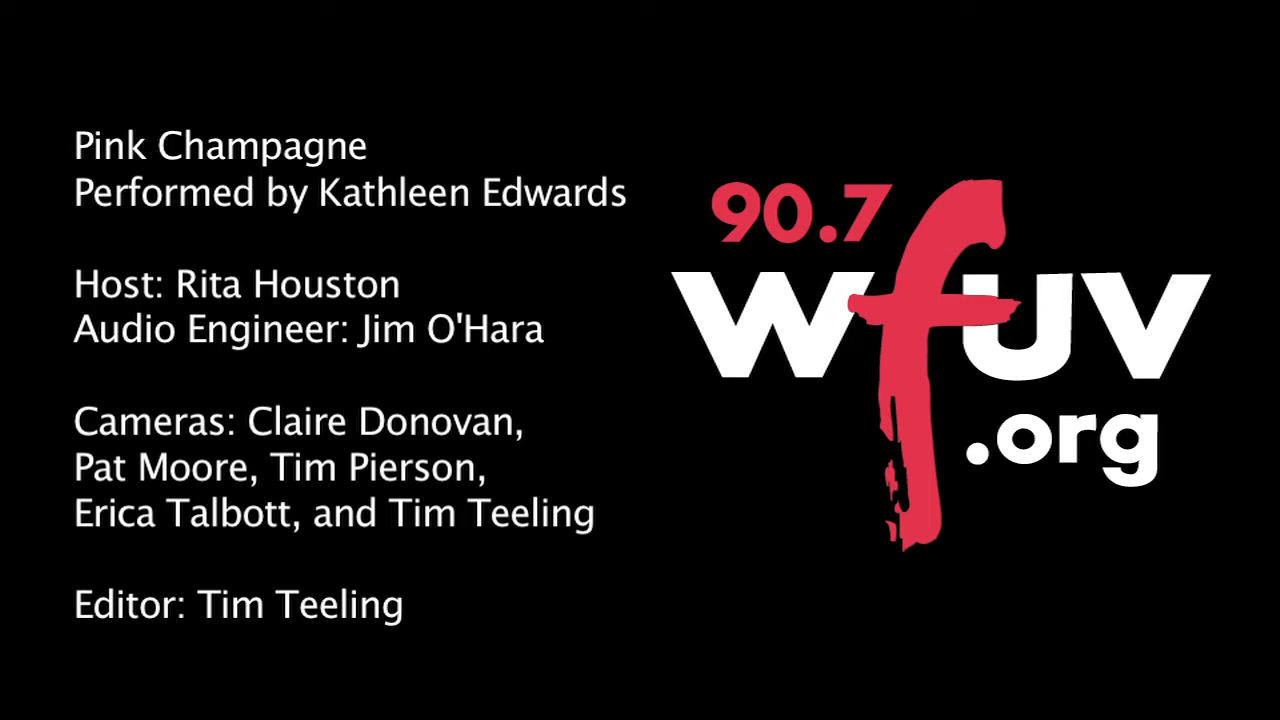 Pink Champagne
Performed by Kathleen Edwards
Host: Rita Houston
Audio Engineer: Jim O'Hara
Cameras: Claire Donovan,
Pat Moore, Tim Pierson,
Erica Talbott, and Tim Teeling
Editor: Tim Teeling
90.7
wfuv
.org